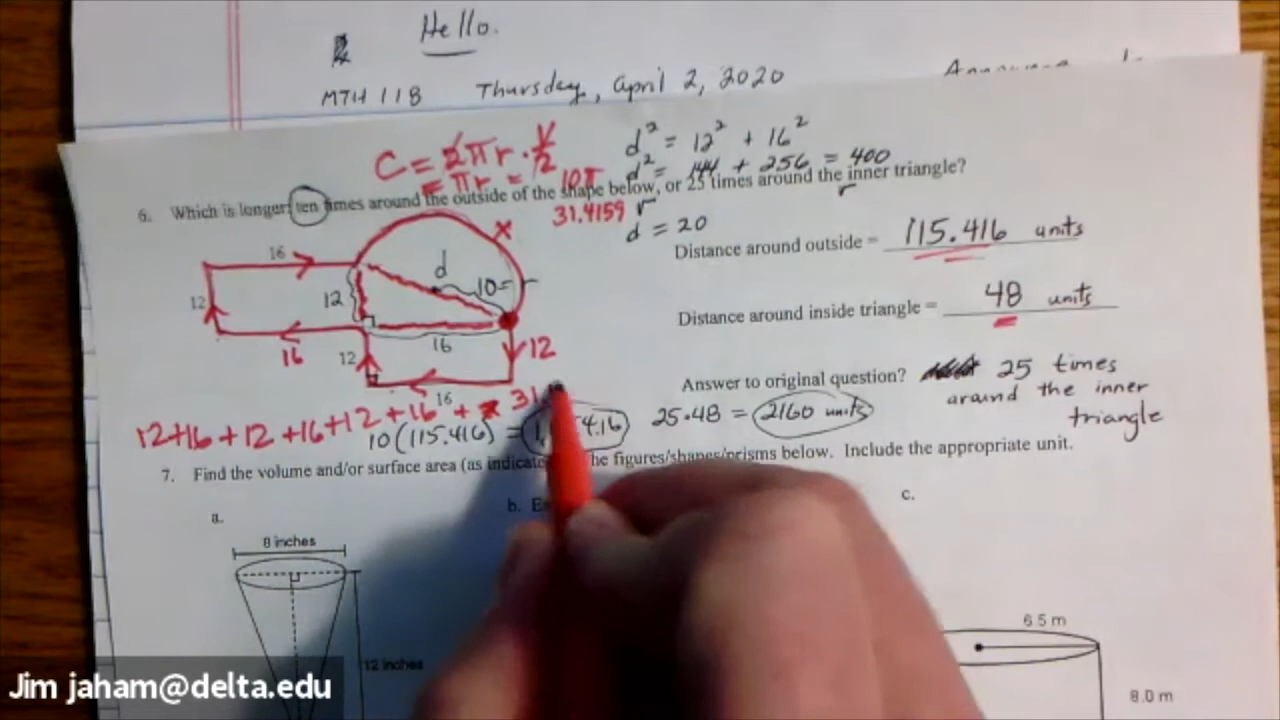 Hello.
MTH 118 Thursday, April 2, 2020
C = 2πr · 1/2
= πr = 10π
31.4159
d² = 12² + 16²
d² = 144 + 256 = 400
d = 20
6. Which is longer: ten times around the outside of the shape below, or 25 times around the inner triangle?
Distance around outside = 115.416 units
Distance around inside triangle = 48 units
Answer to original question? 25 times
around the inner
triangle
16
12
12
d
10 = r
x
16
16
12
12
16
12+16+12+16+12+16+ 31
10(115.416) = 4.16
25·48 = 2160 units
7. Find the volume and/or surface area (as indicate he figures/shapes/prisms below. Include the appropriate unit.
a.
b.
c.
8 inches
12 inches
6.5 m
8.0 m
Jim jaham@delta.edu